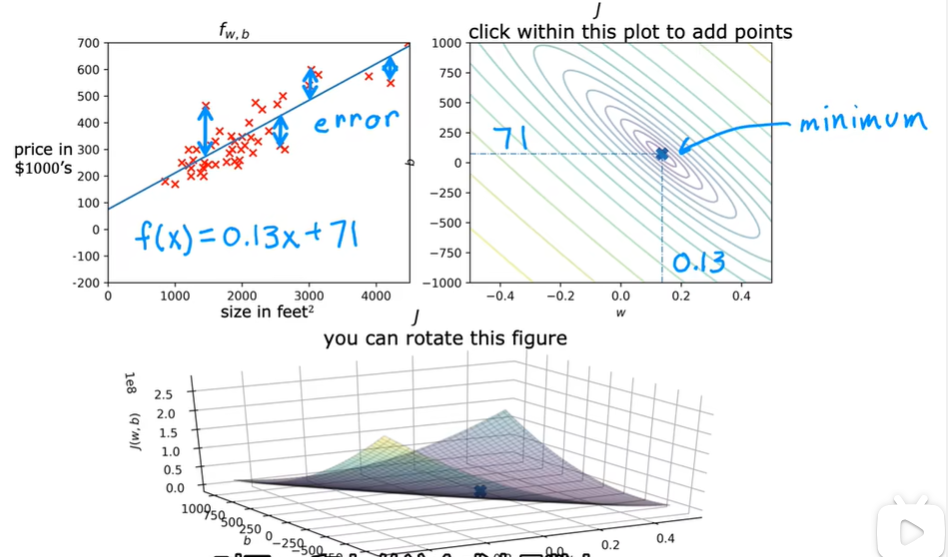 f_{w,b}
J
click within this plot to add points
700
600
500
400
300
200
100
0
-100
-200
price in
$1000's
error
f(x)=0.13x+71
0
1000
2000
3000
4000
size in feet²
1000
750
500
250
0
−250
−500
−750
−1000
b
71
minimum
0.13
−0.4
−0.2
0.0
0.2
0.4
w
J
you can rotate this figure
1e8
J(w, b)
2.5
2.0
1.5
1.0
0.5
0.0
1000
750
500
250
0
−250
−500
b
0.0
0.2
0.4